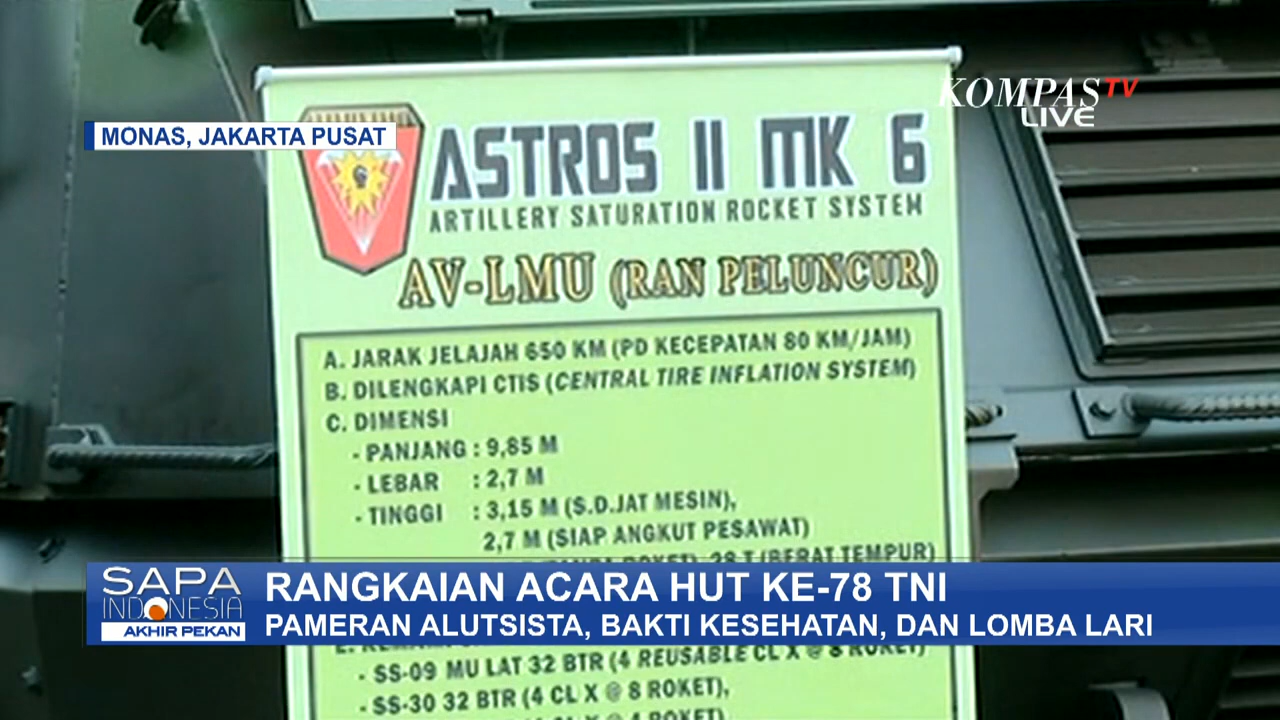 KOMPAS TV
LIVE
MONAS, JAKARTA PUSAT
ASTROS II MK 6
ARTILLERY SATURATION ROCKET SYSTEM
AV-LMU (RAN PELUNCUR)
A. JARAK JELAJAH 650 KM (PD KECEPATAN 80 KM/JAM)
B. DILENGKAPI CTIS (CENTRAL TIRE INFLATION SYSTEM)
C. DIMENSI
- PANJANG : 9,85 M
- LEBAR : 2,7 M
- TINGGI : 3,15 M (S.D.JAT MESIN),
2,7 M (SIAP ANGKUT PESAWAT)
ROKET), 28 T (BERAT TEMPUR)
SAPA INDONESIA
AKHIR PEKAN
RANGKAIAN ACARA HUT KE-78 TNI
PAMERAN ALUTSISTA, BAKTI KESEHATAN, DAN LOMBA LARI
- SS-09 MU LAT 32 BTR (4 REUSABLE CL X @ 8 ROKET)
- SS-30 32 BTR (4 CL X @ 8 ROKET),